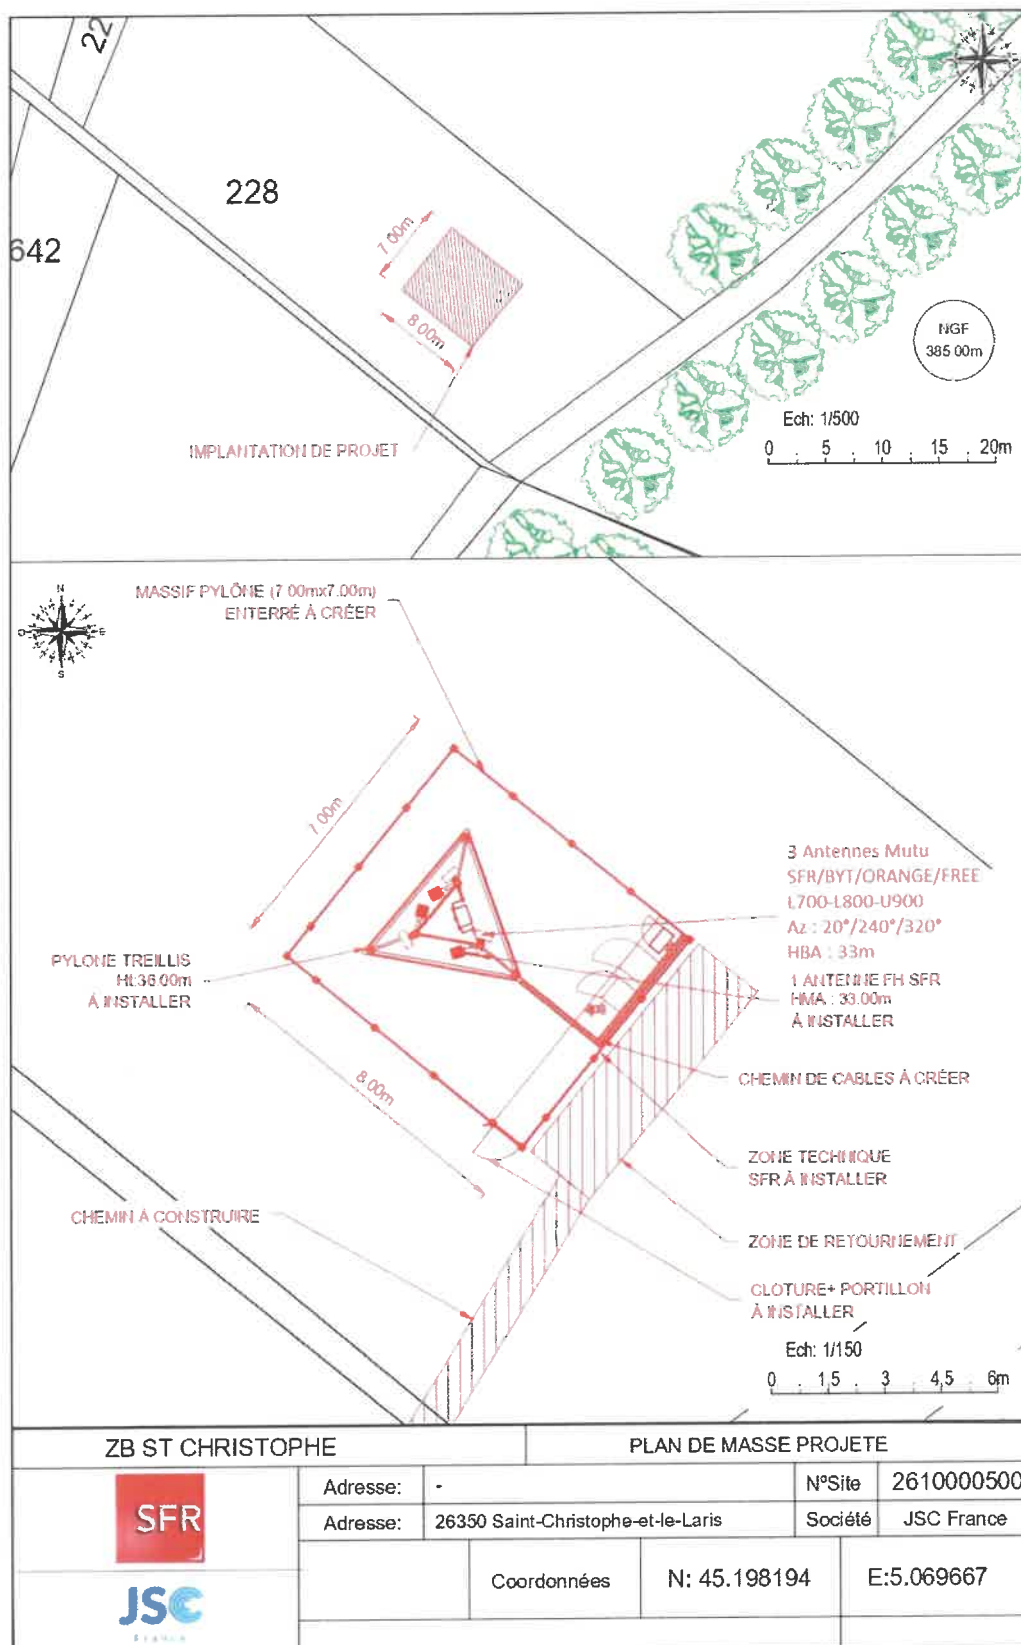 22
228
642
7.00m
8.00m
NGF
385.00m
Ech: 1/500
0 5 10 15 20m
IMPLANTATION DE PROJET
MASSIF PYLÔNE (7.00mx7.00m)
ENTERRÉ À CRÉER
N
O E
S
7.00m
3 Antennes Mutu
SFR/BYT/ORANGE/FREE
L700-L800-U900
Az : 20°/240°/320°
HBA : 33m
PYLONE TREILLIS
Ht:36.00m
À INSTALLER
1 ANTENNE FH SFR
HMA : 33.00m
À INSTALLER
8.00m
CHEMIN DE CABLES À CRÉER
ZONE TECHNIQUE
SFR À INSTALLER
CHEMIN À CONSTRUIRE
ZONE DE RETOURNEMENT
CLOTURE+ PORTILLON
À INSTALLER
Ech: 1/150
0 1,5 3 4,5 6m
ZB ST CHRISTOPHE
PLAN DE MASSE PROJETE
SFR
Adresse: -
N°Site 2610000500
Adresse: 26350 Saint-Christophe-et-le-Laris
Société JSC France
Coordonnées N: 45.198194 E:5.069667
JSC
France